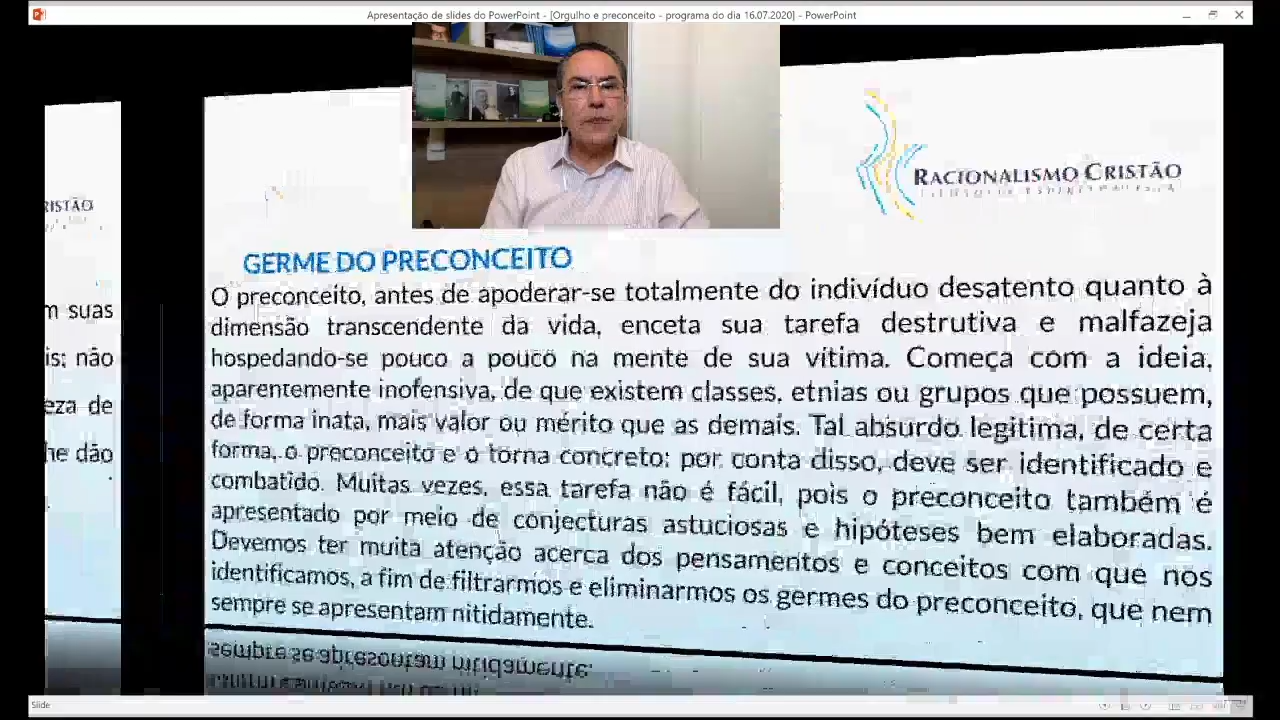 Apresentação de slides do PowerPoint - [Orgulho e preconceito - programa do dia 16.07.2020] - PowerPoint
RACIONALISMO CRISTÃO
RISTÃO
GERME DO PRECONCEITO
O preconceito, antes de apoderar-se totalmente do indivíduo desatento quanto à
dimensão transcendente da vida, enceta sua tarefa destrutiva e malfazeja
hospedando-se pouco a pouco na mente de sua vítima. Começa com a ideia,
aparentemente inofensiva, de que existem classes, etnias ou grupos que possuem,
de forma inata, mais valor ou mérito que as demais. Tal absurdo legitima, de certa
forma, o preconceito e o torna concreto; por conta disso, deve ser identificado e
combatido. Muitas vezes, essa tarefa não é fácil, pois o preconceito também é
apresentado por meio de conjecturas astuciosas e hipóteses bem elaboradas.
Devemos ter muita atenção acerca dos pensamentos e conceitos com que nos
identificamos, a fim de filtrarmos e eliminarmos os germes do preconceito, que nem
sempre se apresentam nitidamente.
m suas
is; não
eza de
he dão
Slide